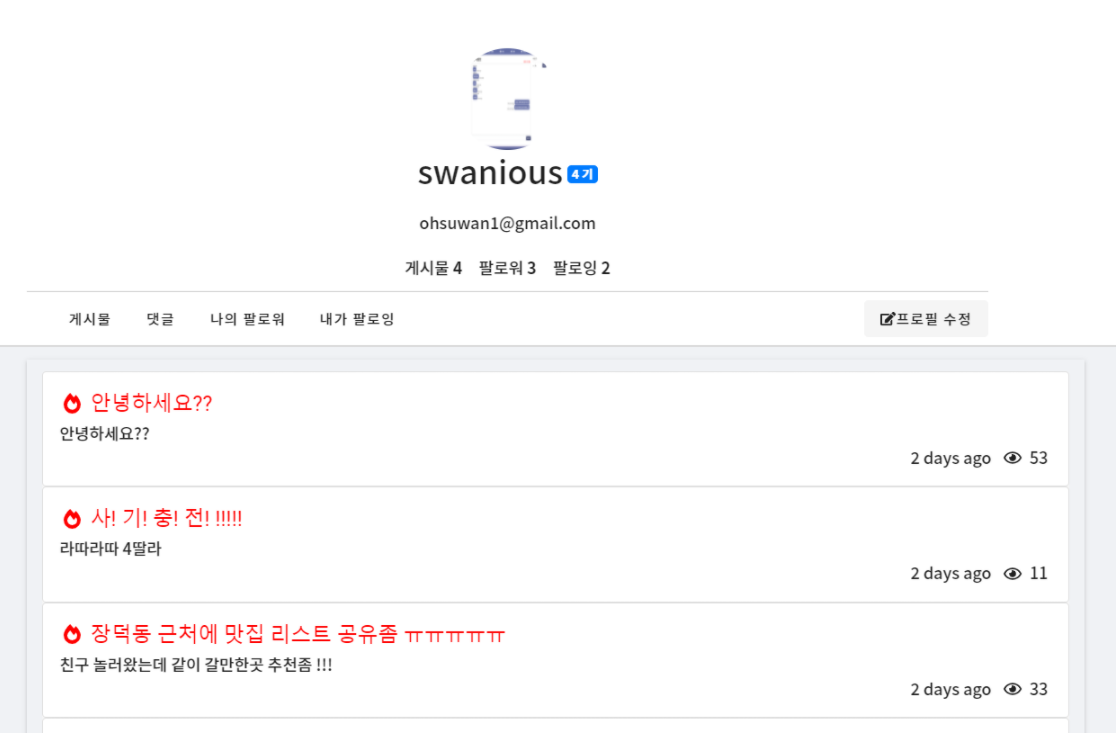 swanious 4기
ohsuwan1@gmail.com
게시물 4 팔로워 3 팔로잉 2
게시물 댓글 나의 팔로워 내가 팔로잉 프로필 수정
안녕하세요??
안녕하세요??
2 days ago 53
사! 기! 충! 전! !!!!!
라따라따 4딸라
2 days ago 11
장덕동 근처에 맛집 리스트 공유좀 ㅠㅠㅠㅠㅠ
친구 놀러왔는데 같이 갈만한곳 추천좀 !!!
2 days ago 33